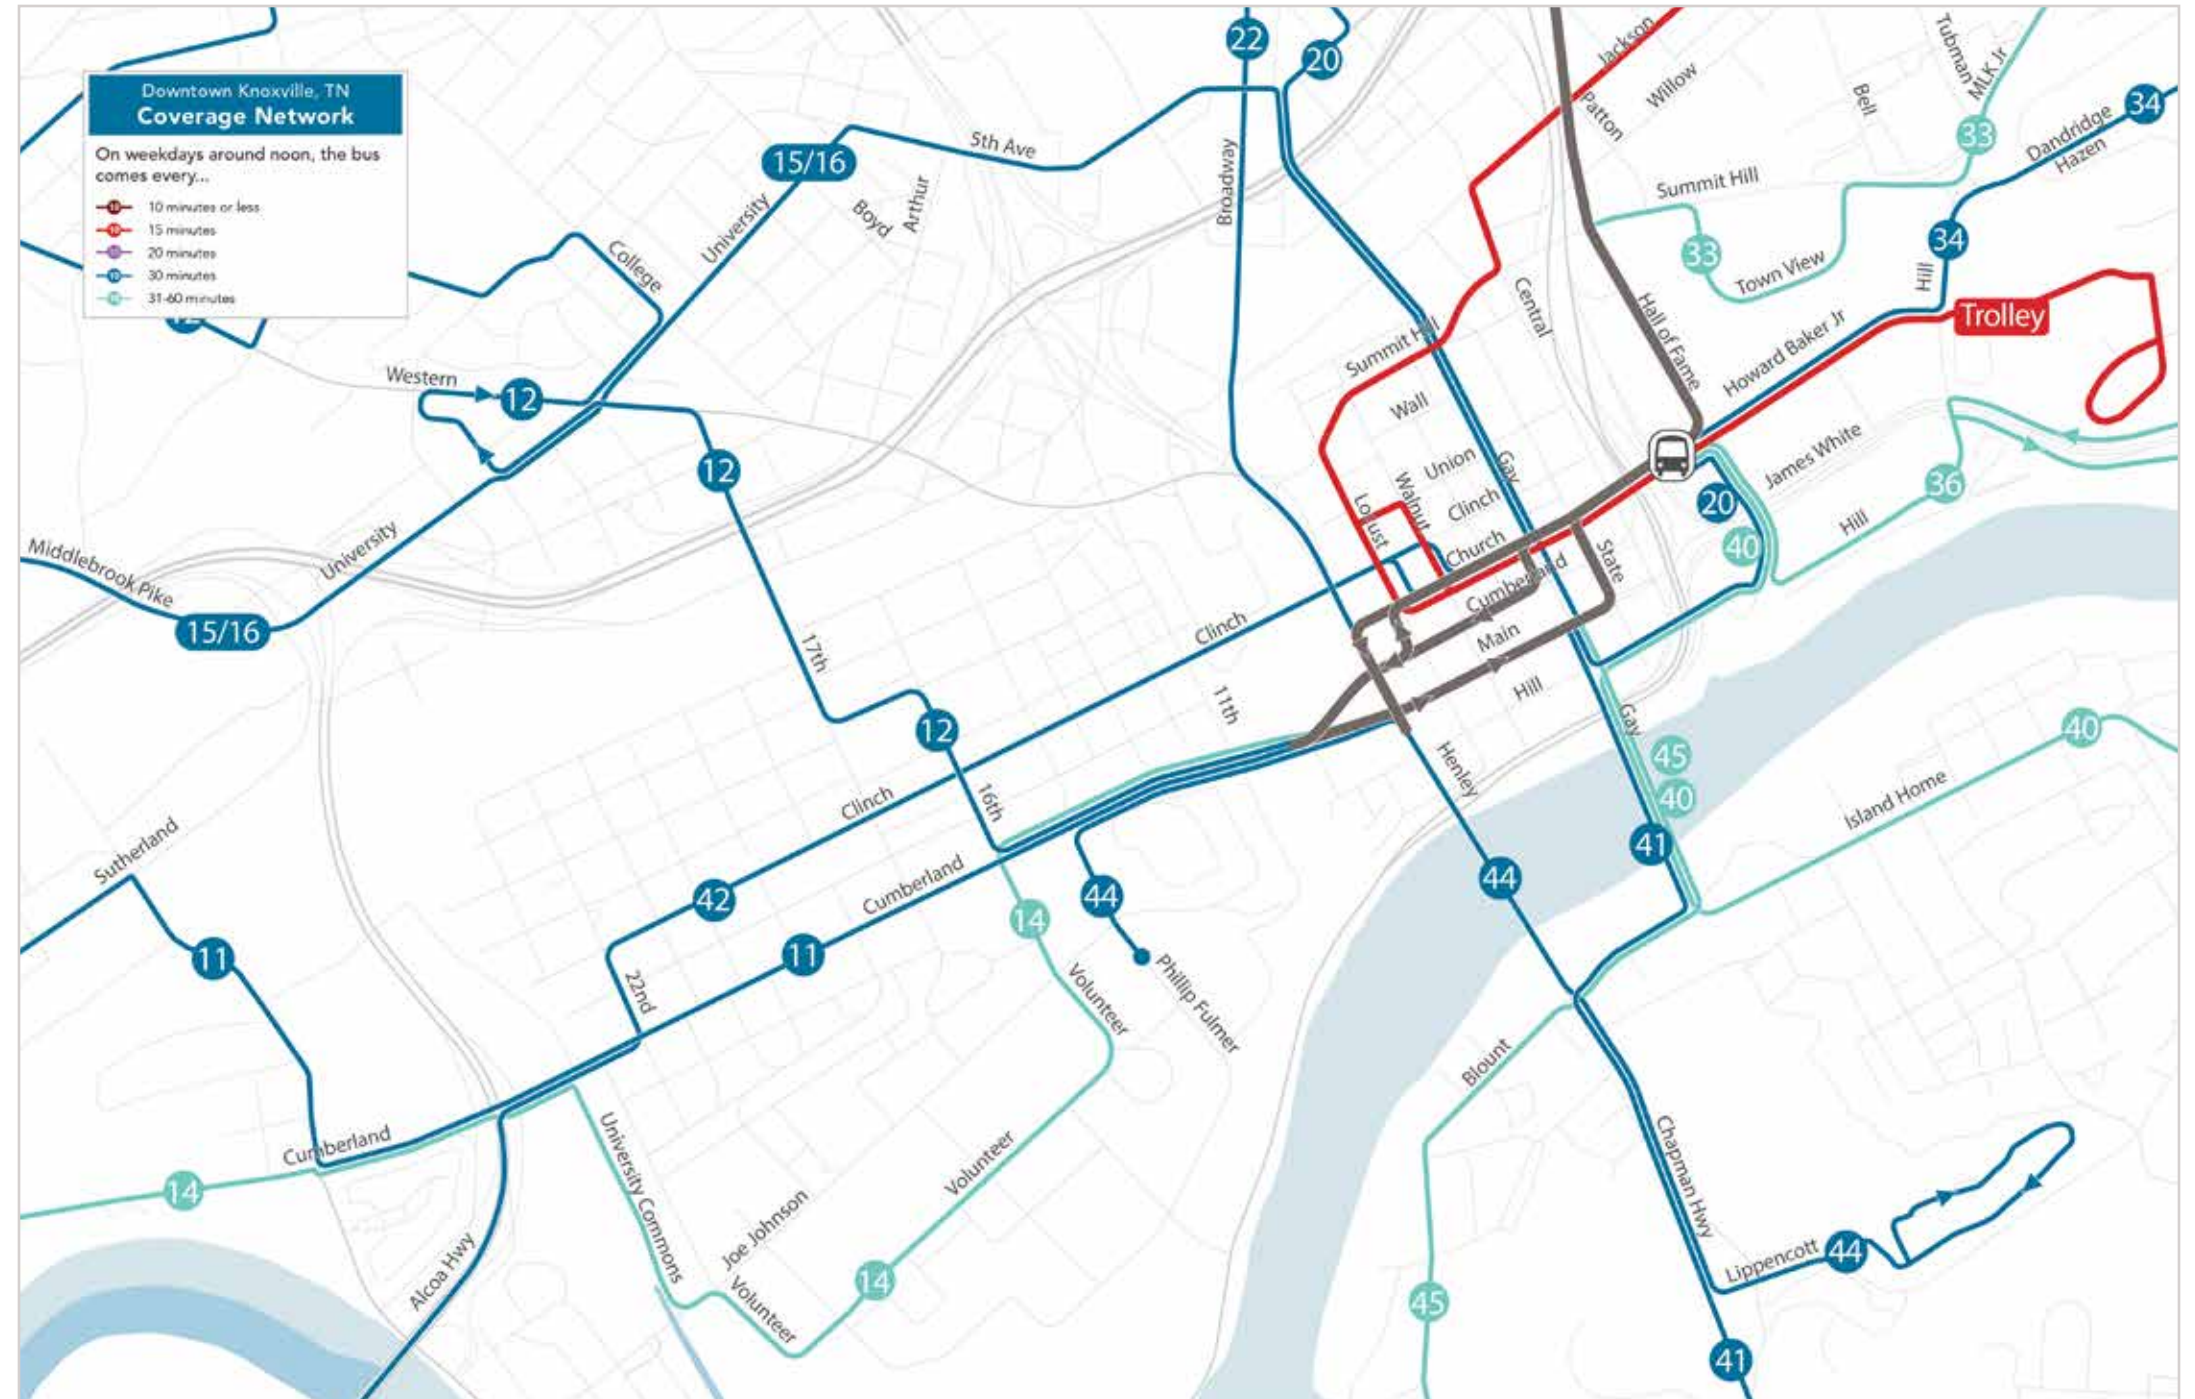 Downtown Knoxville, TN
Coverage Network
On weekdays around noon, the bus
comes every...
10 minutes or less
15 minutes
20 minutes
30 minutes
31-60 minutes
22
20
Jackson
Willow
Patton
Tubman
MLK Jr
Bell
34
33
Dandridge
Hazen
5th Ave
15/16
Broadway
Arthur
Boyd
University
College
Summit Hill
33
Town View
34
Hill
Trolley
Central
Hall of Fame
Howard Baker Jr
12
Western
12
12
Summit Hill
Wall
Union
Gay
Walnut
Clinch
Locust
Church
James White
36
20
40
Hill
State
Cumberland
Main
Middlebrook Pike
University
15/16
17th
Clinch
11th
Hill
Gay
12
16th
Henley
45
40
40
Island Home
Clinch
Sutherland
42
Cumberland
41
44
44
14
11
11
22nd
Volunteer
Phillip Fulmer
Blount
Cumberland
University Commons
Volunteer
Chapman Hwy
14
Joe Johnson
Alcoa Hwy
Volunteer
14
Lippencott
44
45
41